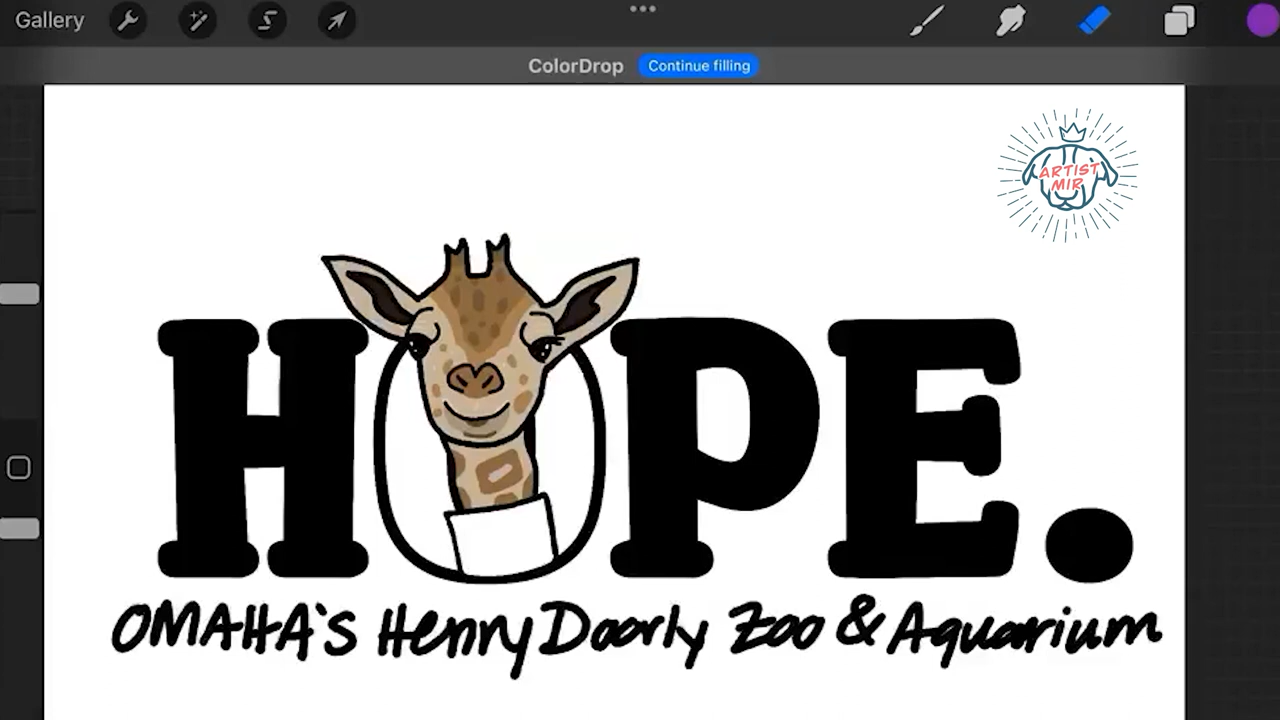 Gallery
ColorDrop Continue filling
ARTIST
MIR
HOPE.
OMAHA's Henry Doorly Zoo & Aquarium